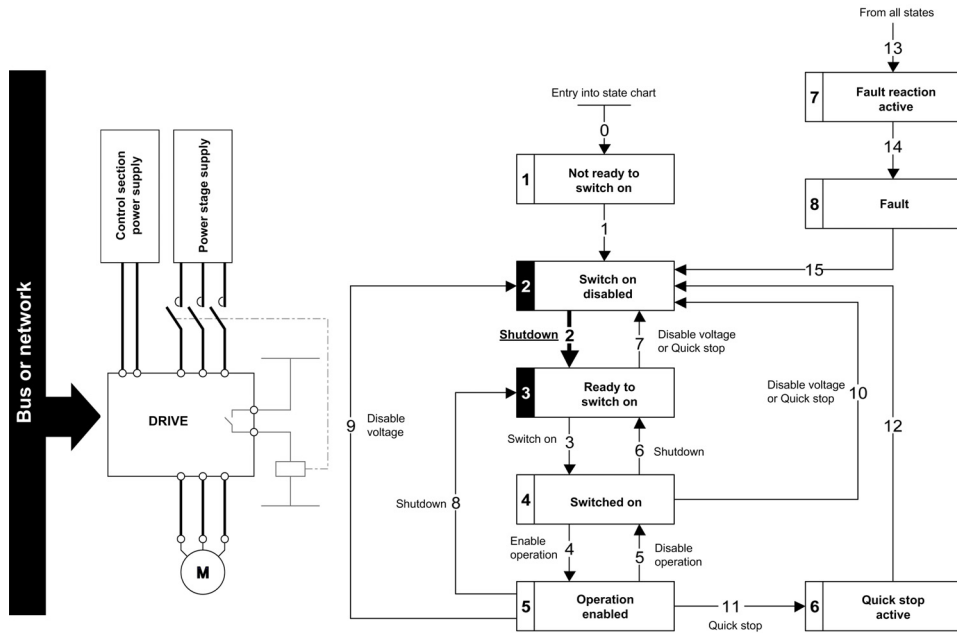 From all states
13
7
Fault reaction
active
14
8
Fault
15
Entry into state chart
0
1
Not ready to
switch on
1
2
Switch on
disabled
Shutdown 2
7
Disable voltage
or Quick stop
3
Ready to
switch on
Switch on 3
6 Shutdown
4
Switched on
Enable
operation
4
5
Disable
operation
5
Operation
enabled
11
Quick stop
6
Quick stop
active
12
Disable voltage
or Quick stop
10
9 Disable
voltage
Shutdown 8
Bus or network
Control section
power supply
Power stage supply
DRIVE
M